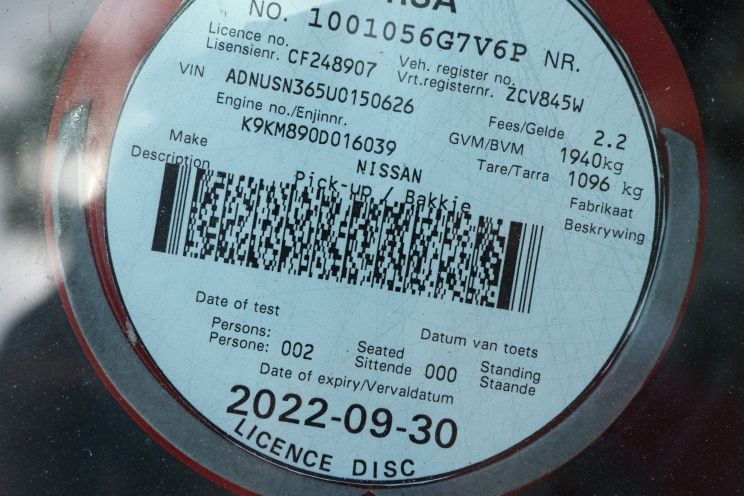 RSA
NO. 1001056G7V6P NR.
Licence no. Veh. register no.
Lisensienr. CF248907 Vrt.registernr. ZCV845W
VIN ADNUSN365U0150626 Fees/Gelde 2.2
Engine no./Enjinnr. GVM/BVM 1940kg
K9KM890D016039 Tare/Tarra 1096 kg
Make NISSAN Fabrikaat
Description Pick-up / Bakkie Beskrywing
Date of test Datum van toets
Persons: Seated Standing
Persone: 002 Sittende 000 Staande
Date of expiry/Vervaldatum
2022-09-30
LICENCE DISC